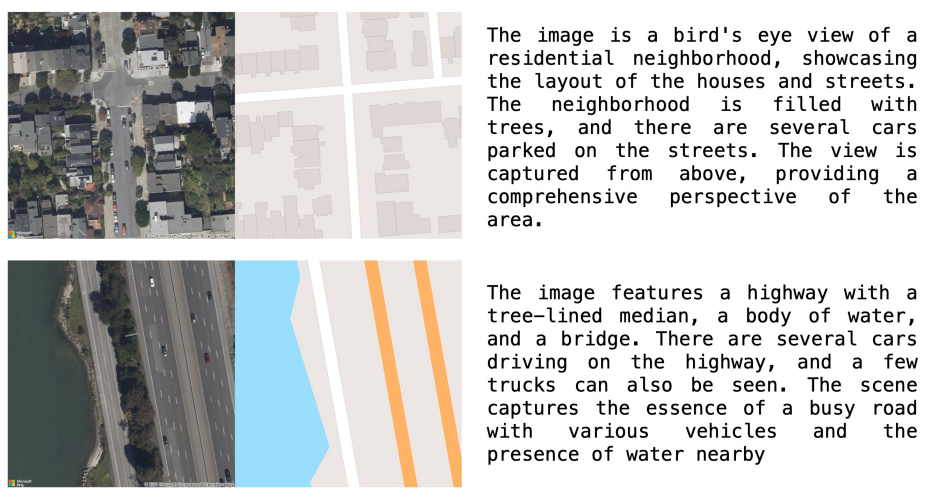 The image is a bird's eye view of a
residential neighborhood, showcasing
the layout of the houses and streets.
The neighborhood is filled with
trees, and there are several cars
parked on the streets. The view is
captured from above, providing a
comprehensive perspective of the
area.
Microsoft
Bing
The image features a highway with a
tree-lined median, a body of water,
and a bridge. There are several cars
driving on the highway, and a few
trucks can also be seen. The scene
captures the essence of a busy road
with various vehicles and the
presence of water nearby
Microsoft
Bing